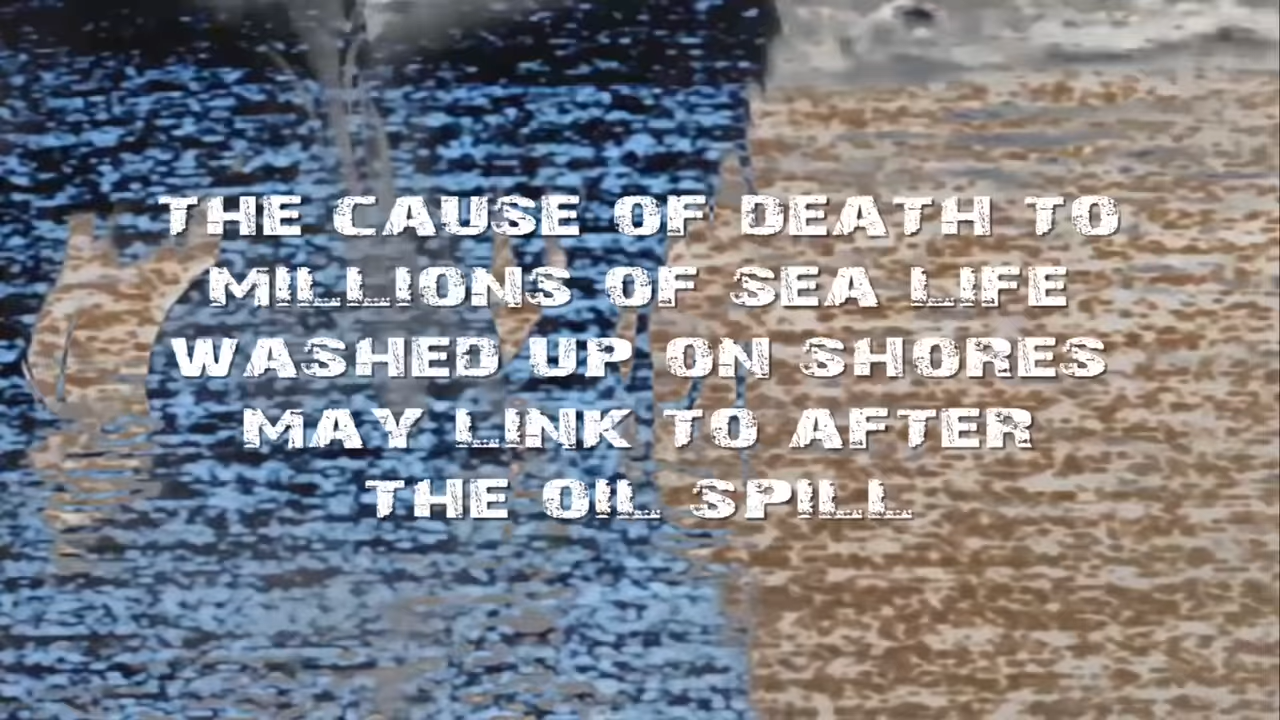 THE CAUSE OF DEATH TO
MILLIONS OF SEA LIFE
WASHED UP ON SHORES
MAY LINK TO AFTER
THE OIL SPILL